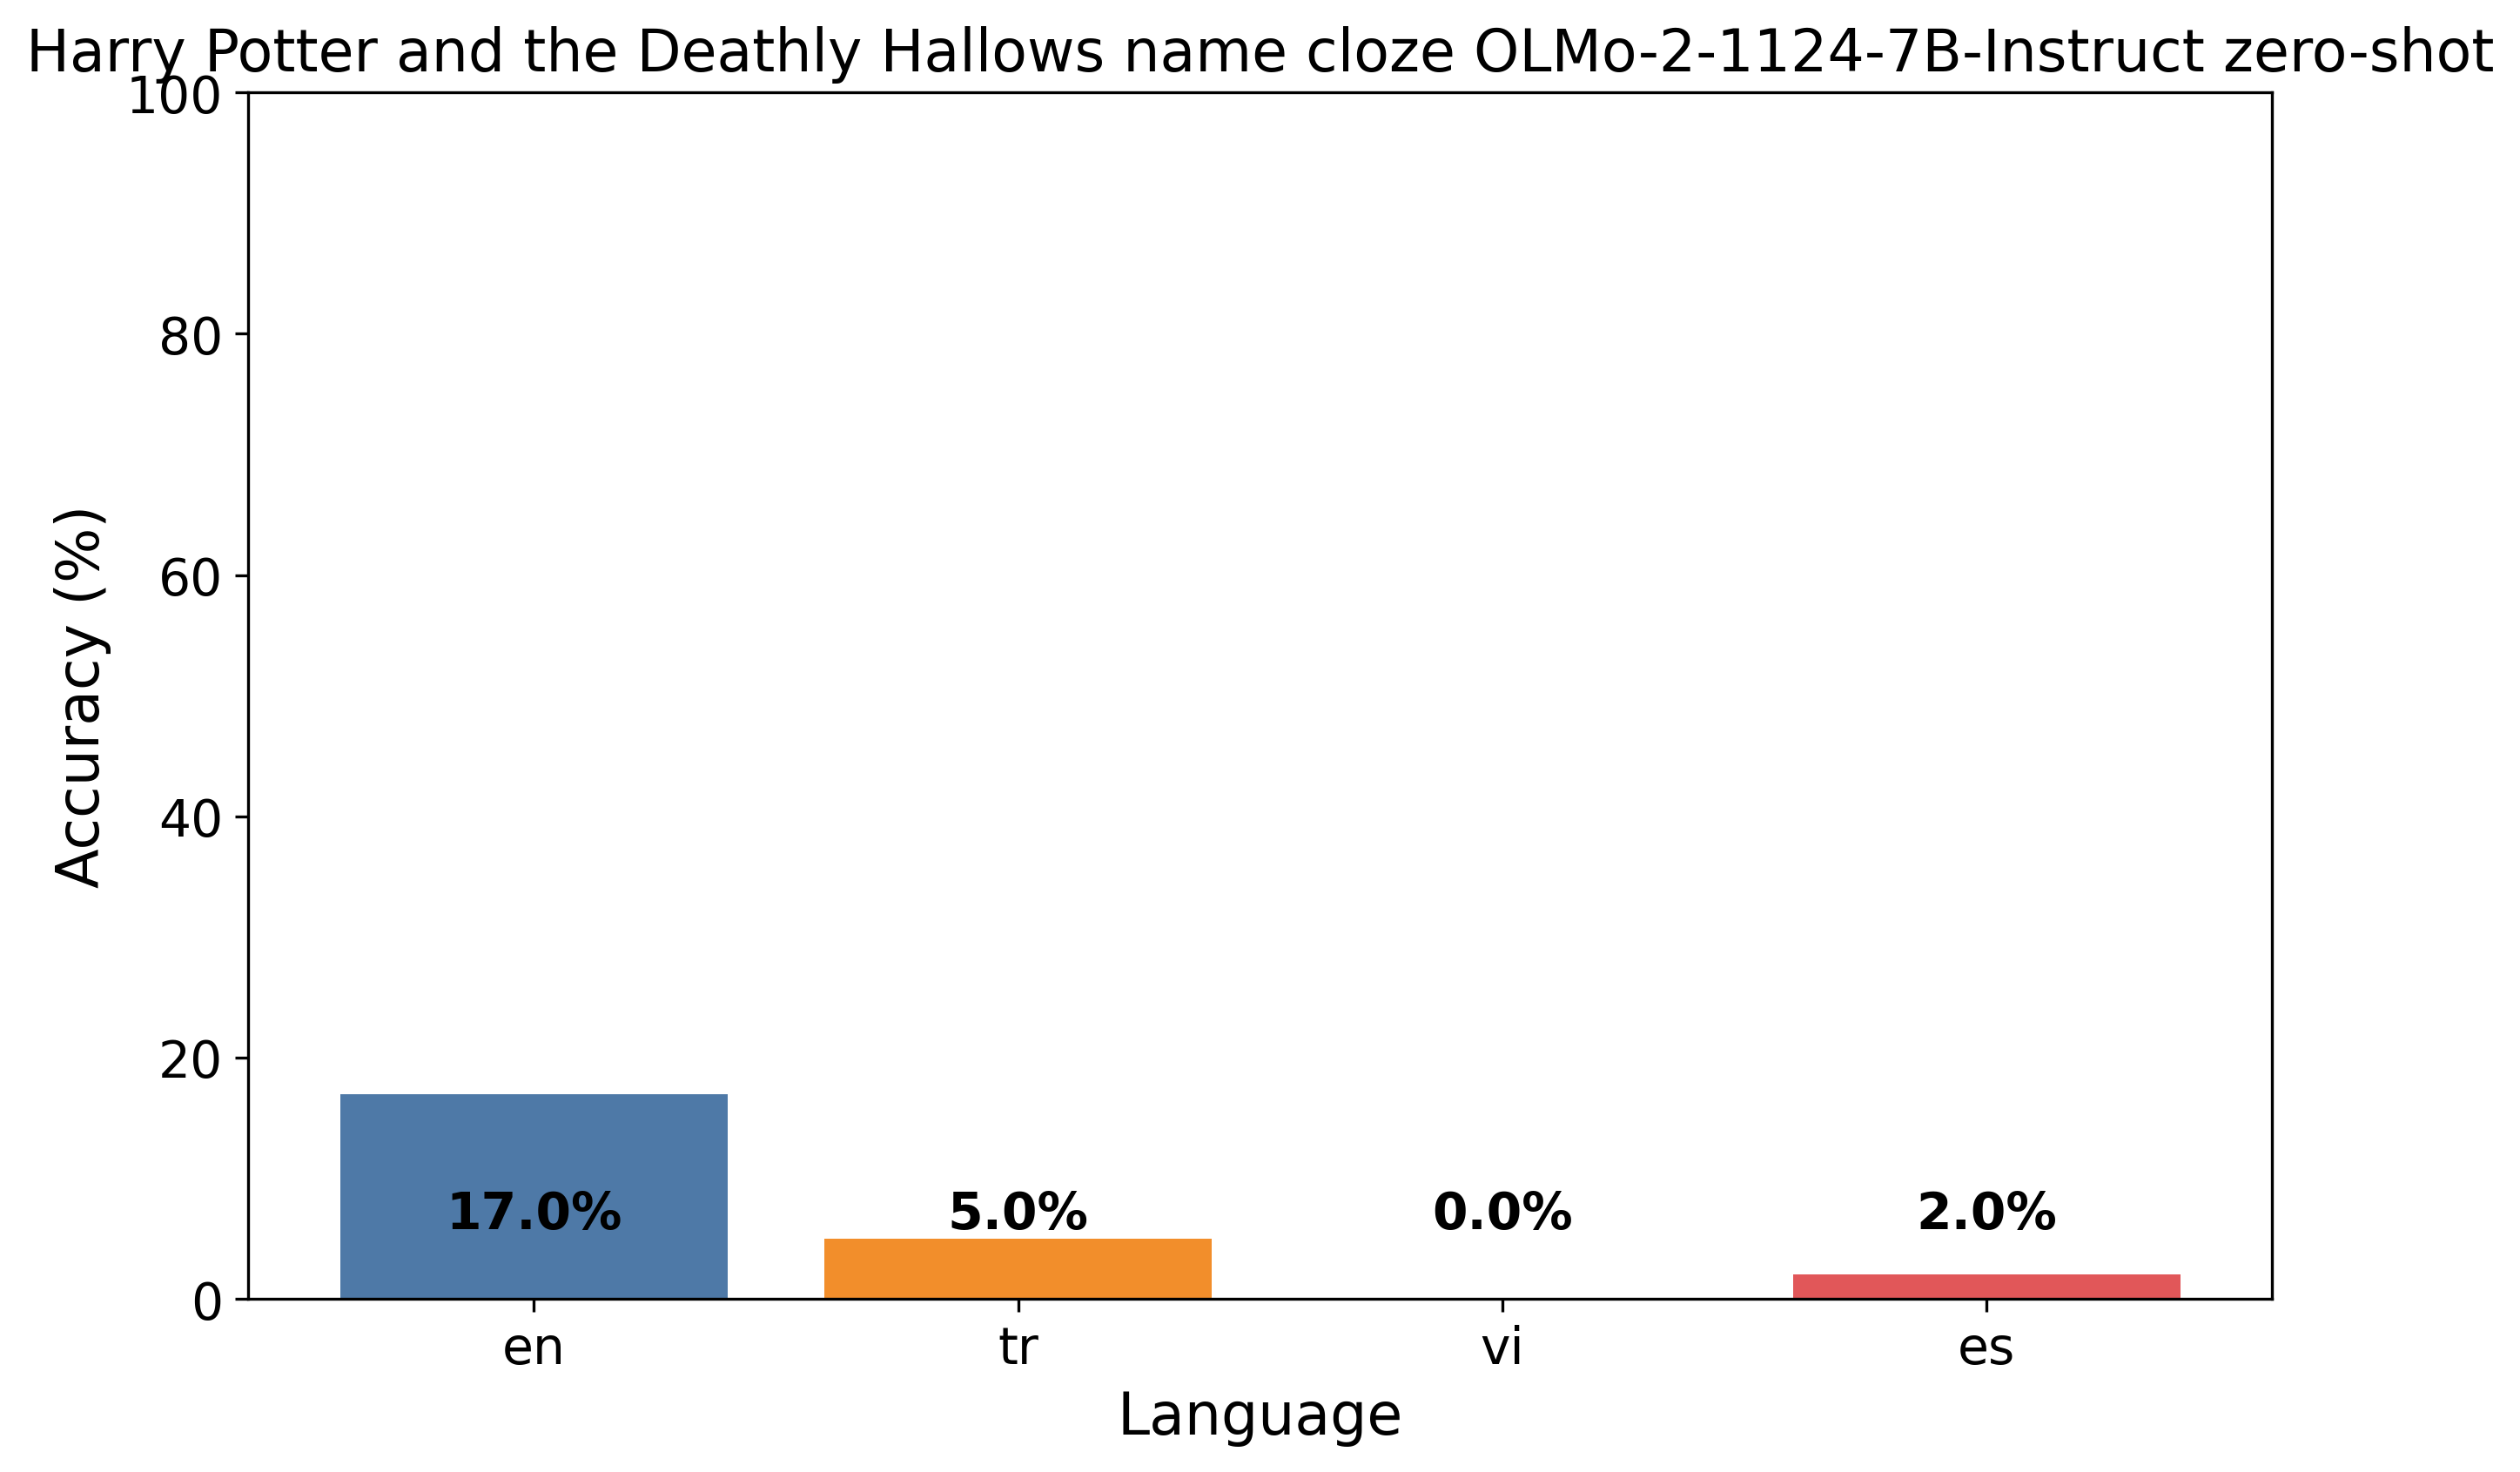 Harry Potter and the Deathly Hallows name cloze OLMo-2-1124-7B-Instruct zero-shot
100
80
60
40
20
0
Accuracy (%)
17.0%
5.0%
0.0%
2.0%
en
tr
vi
es
Language